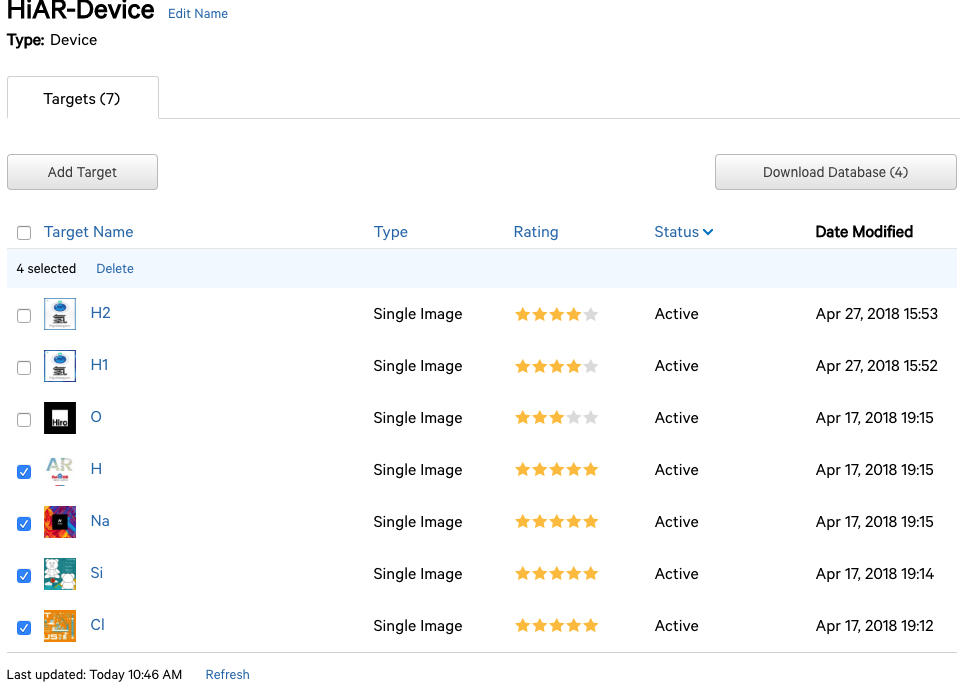 HiAR-Device Edit Name
Type: Device
Targets (7)
Add Target Download Database (4)
Target Name Type Rating Status Date Modified
4 selected Delete
H2 Single Image Active Apr 27, 2018 15:53
H1 Single Image Active Apr 27, 2018 15:52
O Single Image Active Apr 17, 2018 19:15
H Single Image Active Apr 17, 2018 19:15
Na Single Image Active Apr 17, 2018 19:15
Si Single Image Active Apr 17, 2018 19:14
Cl Single Image Active Apr 17, 2018 19:12
Last updated: Today 10:46 AM Refresh
氢
氢
Hiro
AR